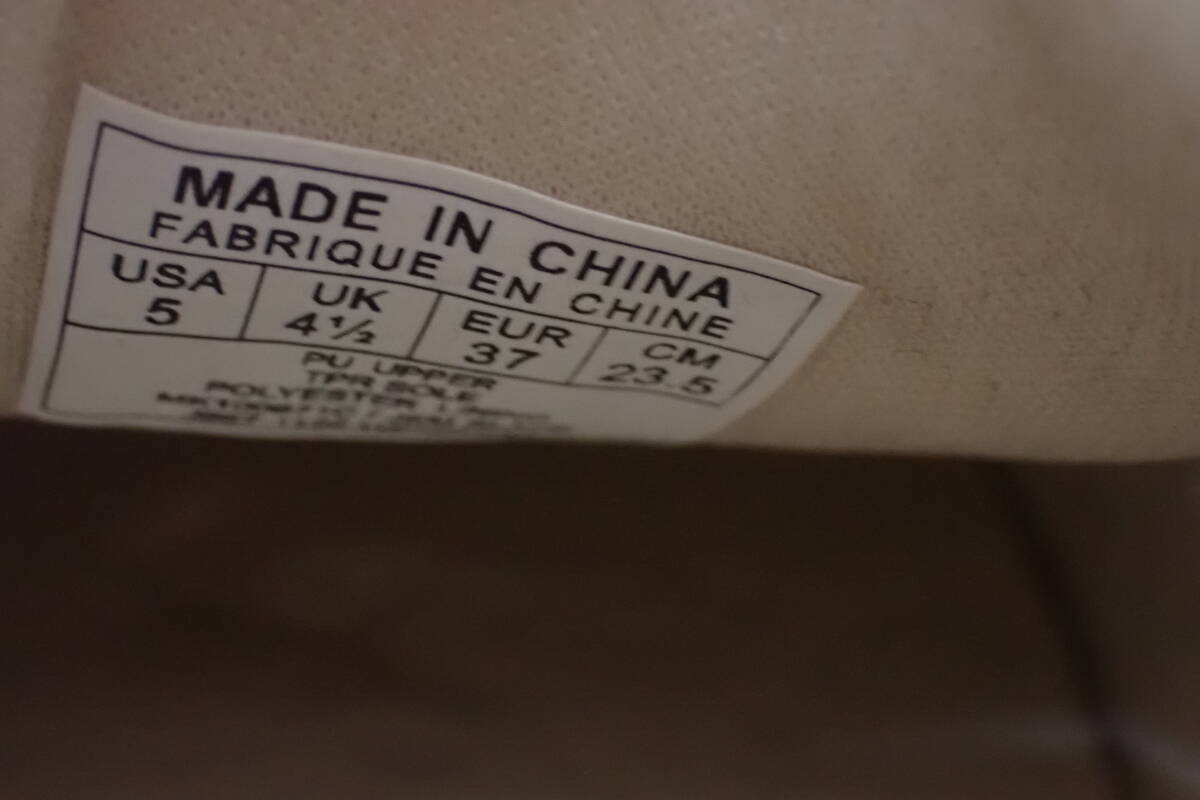 MADE IN CHINA
FABRIQUE EN CHINE
USA UK EUR CM
5 4½ 37 23.5
PU UPPER
TPR SOLE
POLYESTER